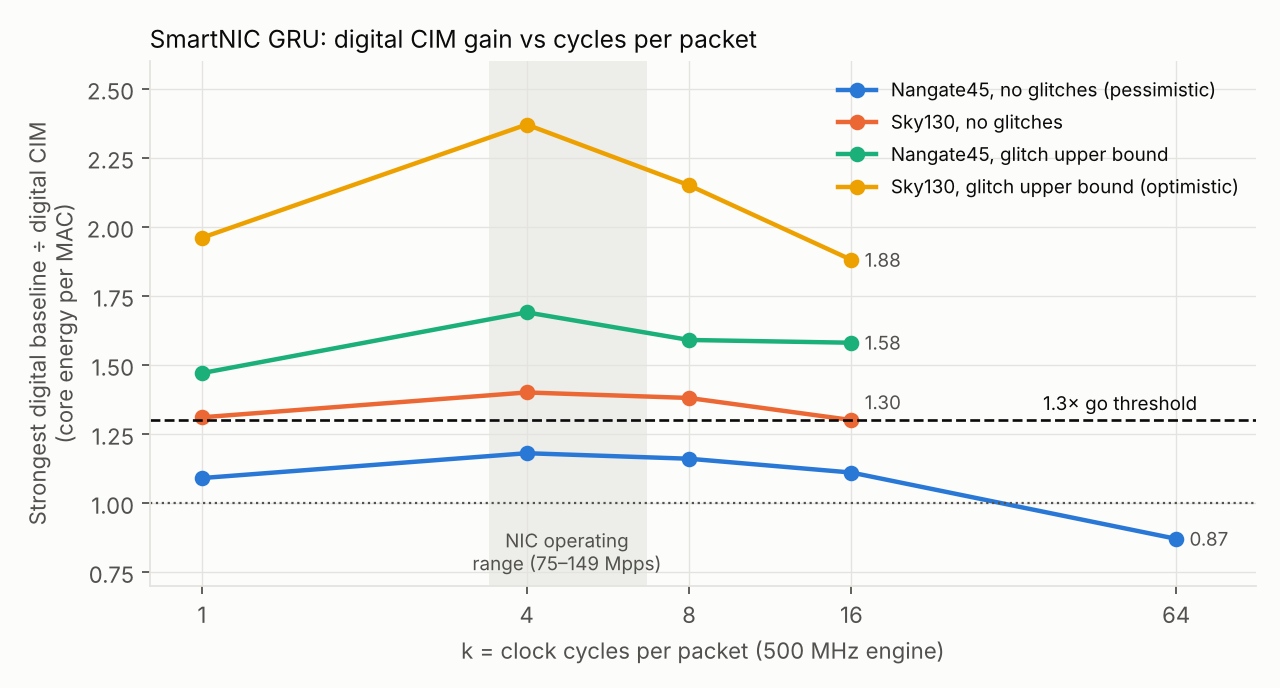 SmartNIC GRU: digital CIM gain vs cycles per packet
Strongest digital baseline ÷ digital CIM
(core energy per MAC)
2.50
2.25
2.00
1.75
1.50
1.25
1.00
0.75
Nangate45, no glitches (pessimistic)
Sky130, no glitches
Nangate45, glitch upper bound
Sky130, glitch upper bound (optimistic)
1.88
1.58
1.30
1.3× go threshold
0.87
NIC operating
range (75–149 Mpps)
1
4
8
16
64
k = clock cycles per packet (500 MHz engine)